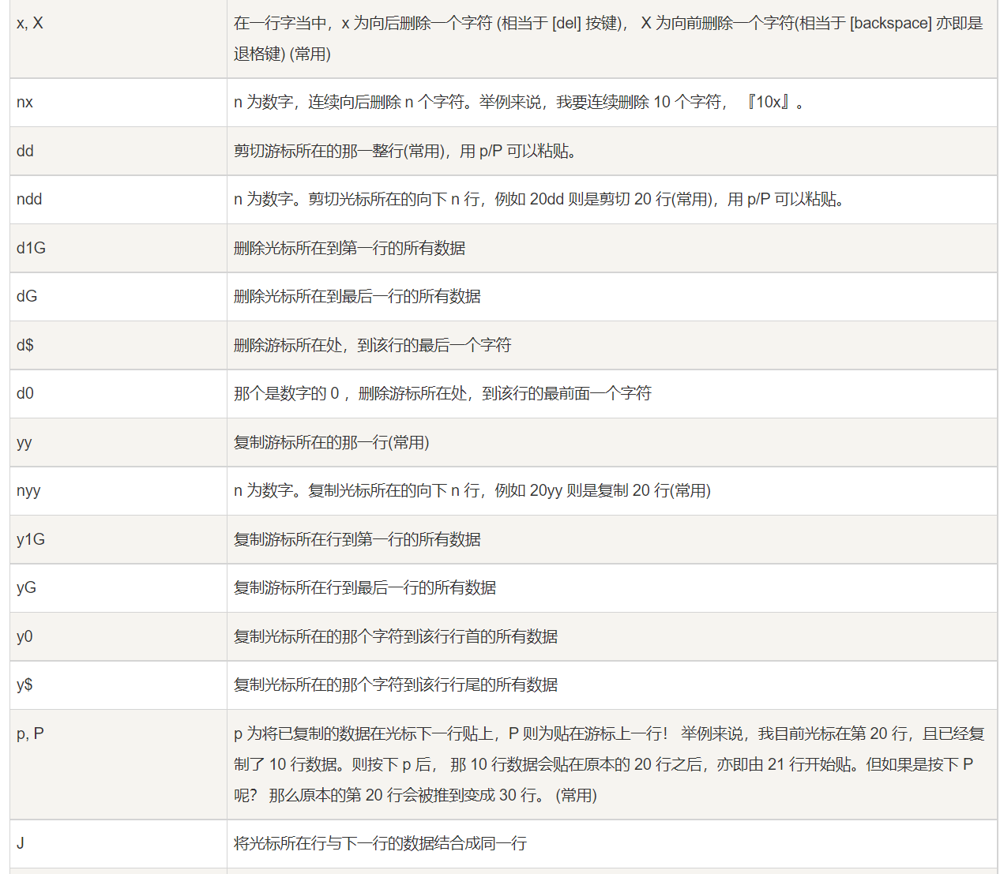 x, X
在一行字当中，x 为向后删除一个字符 (相当于 [del] 按键)， X 为向前删除一个字符(相当于 [backspace] 亦即是
退格键) (常用)
nx
n 为数字，连续向后删除 n 个字符。举例来说，我要连续删除 10 个字符， 『10x』。
dd
剪切游标所在的那一整行(常用)，用 p/P 可以粘贴。
ndd
n 为数字。剪切光标所在的向下 n 行，例如 20dd 则是剪切 20 行(常用)，用 p/P 可以粘贴。
d1G
删除光标所在到第一行的所有数据
dG
删除光标所在到最后一行的所有数据
d$
删除游标所在处，到该行的最后一个字符
d0
那个是数字的 0 ，删除游标所在处，到该行的最前面一个字符
yy
复制游标所在的那一行(常用)
nyy
n 为数字。复制光标所在的向下 n 行，例如 20yy 则是复制 20 行(常用)
y1G
复制游标所在行到第一行的所有数据
yG
复制游标所在行到最后一行的所有数据
y0
复制光标所在的那个字符到该行行首的所有数据
y$
复制光标所在的那个字符到该行行尾的所有数据
p, P
p 为将已复制的数据在光标下一行贴上，P 则为贴在游标上一行！ 举例来说，我目前光标在第 20 行，且已经复
制了 10 行数据。则按下 p 后， 那 10 行数据会贴在原本的 20 行之后，亦即由 21 行开始贴。但如果是按下 P
呢？ 那么原本的第 20 行会被推到变成 30 行。 (常用)
J
将光标所在行与下一行的数据结合成同一行